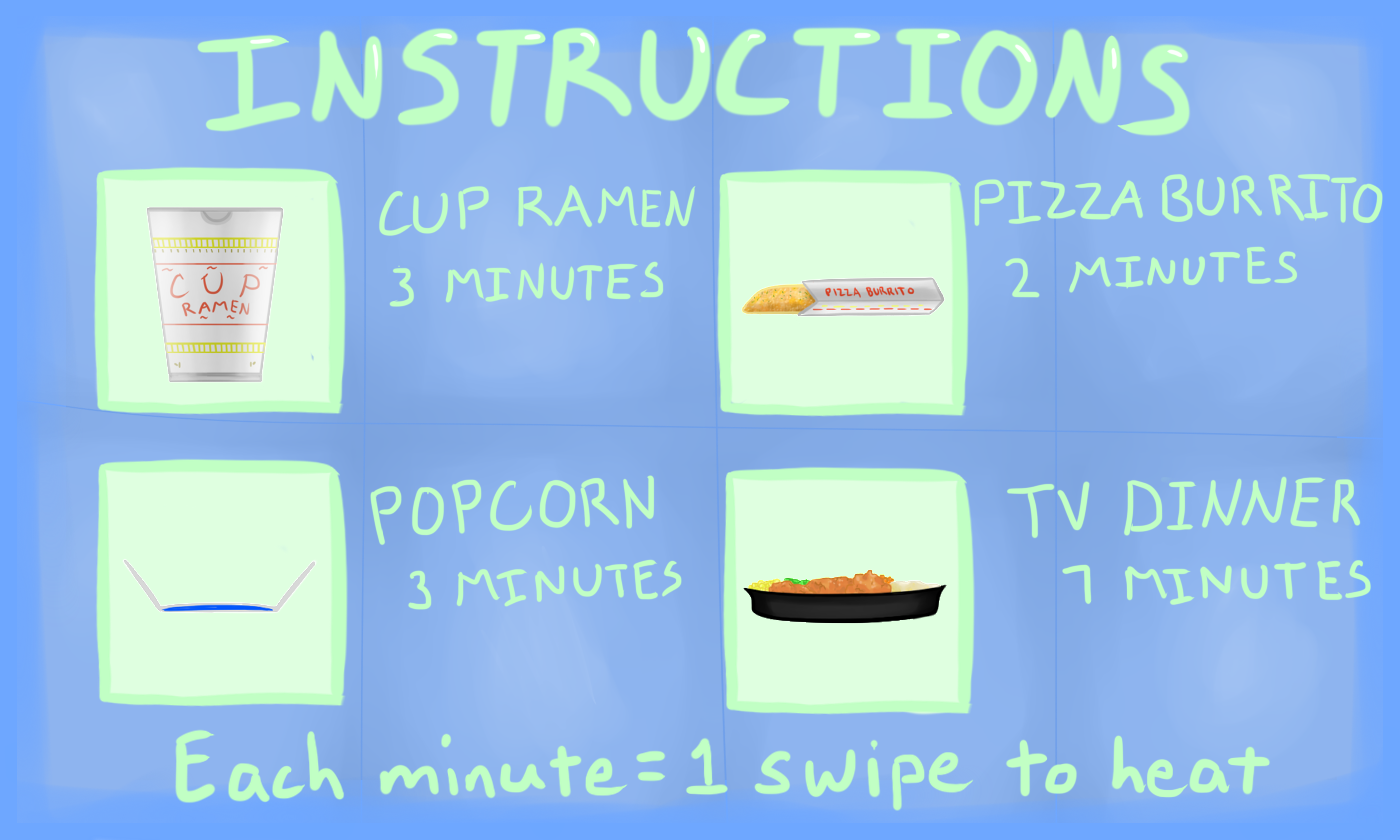 INSTRUCTIONS
CUP RAMEN
3 MINUTES
CUP
RAMEN
PIZZA BURRITO
2 MINUTES
PIZZA BURRITO
POPCORN
3 MINUTES
TV DINNER
7 MINUTES
Each minute = 1 swipe to heat